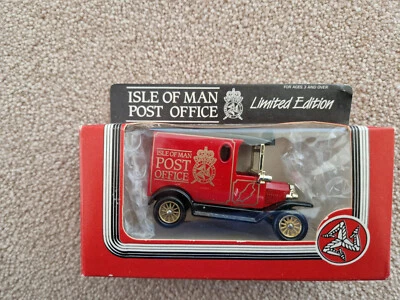 FOR AGES 3 AND OVER
ISLE OF MAN
POST OFFICE
Limited Edition
ISLE OF MAN
POST
OFFICE